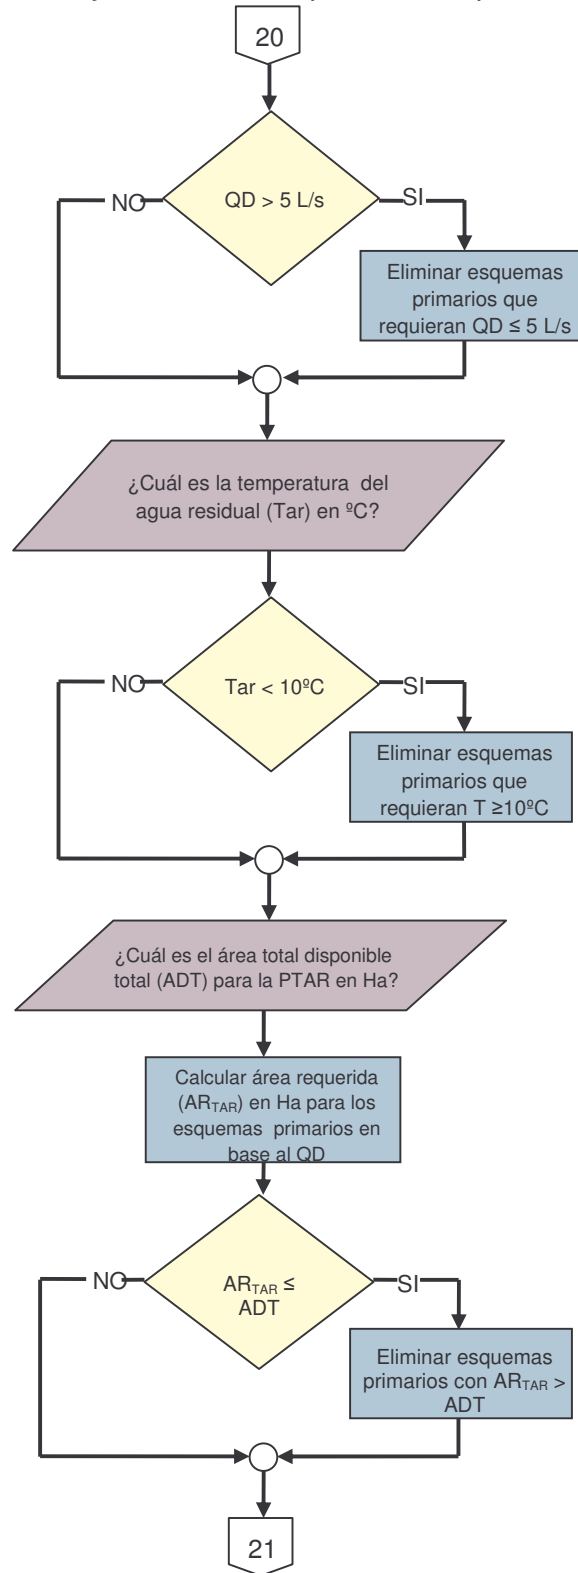 20
QD > 5 L/s
NO
SI
Eliminar esquemas
primarios que
requieran QD ≤ 5 L/s
¿Cuál es la temperatura del
agua residual (Tar) en ºC?
Tar < 10ºC
NO
SI
Eliminar esquemas
primarios que
requieran T ≥10ºC
¿Cuál es el área total disponible
total (ADT) para la PTAR en Ha?
Calcular área requerida
(ARTAR) en Ha para los
esquemas primarios en
base al QD
NO
SI
ARTAR ≤
ADT
Eliminar esquemas
primarios con ARTAR >
ADT
21